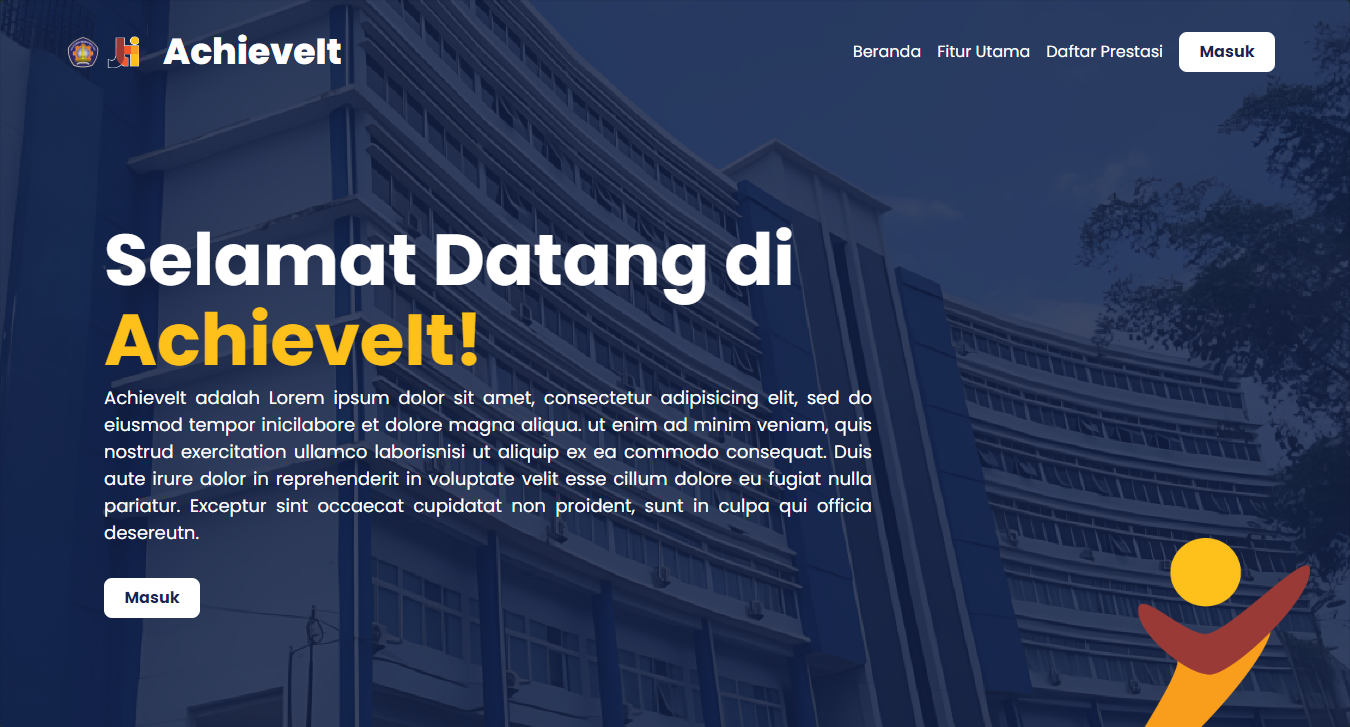 AchieveIt
Beranda Fitur Utama Daftar Prestasi Masuk
Selamat Datang di
AchieveIt!
AchieveIt adalah Lorem ipsum dolor sit amet, consectetur adipisicing elit, sed do
eiusmod tempor inicilabore et dolore magna aliqua. ut enim ad minim veniam, quis
nostrud exercitation ullamco laborisnisi ut aliquip ex ea commodo consequat. Duis
aute irure dolor in reprehenderit in voluptate velit esse cillum dolore eu fugiat nulla
pariatur. Exceptur sint occaecat cupidatat non proident, sunt in culpa qui officia
desereutn.
Masuk